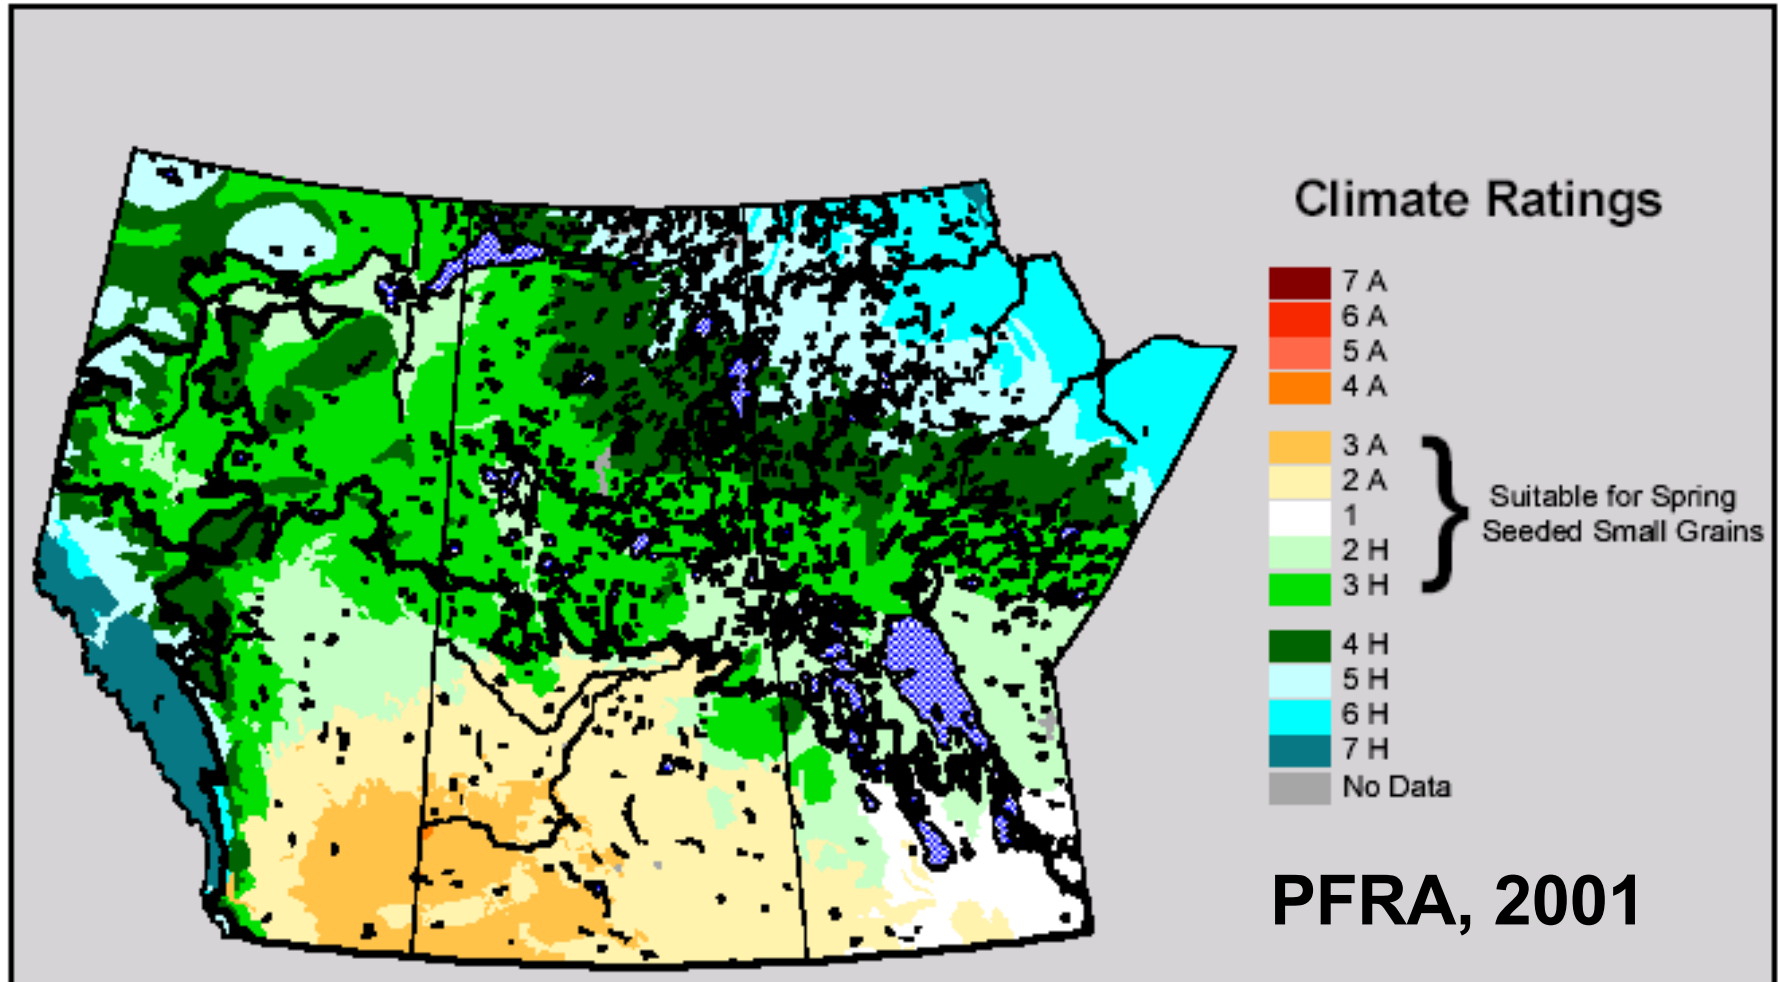 Climate Ratings
7 A
6 A
5 A
4 A
3 A
2 A
1
2 H
3 H
Suitable for Spring
Seeded Small Grains
4 H
5 H
6 H
7 H
No Data
PFRA, 2001